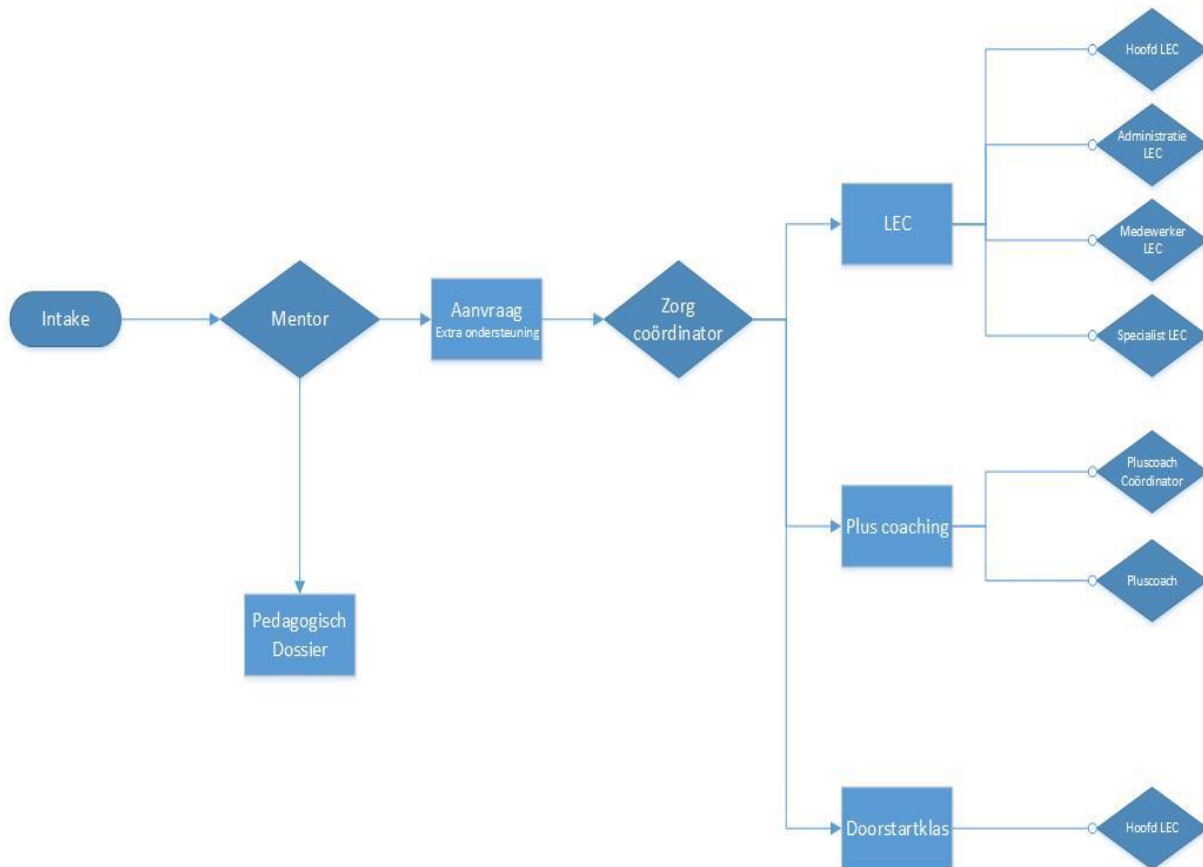 Intake
Mentor
Pedagogisch
Dossier
Aanvraag
Extra ondersteuning
Zorg
coördinator
LEC
Hoofd LEC
Administratie
LEC
Medewerker
LEC
Specialist LEC
Plus coaching
Pluscoach
Coördinator
Pluscoach
Doorstartklas
Hoofd LEC